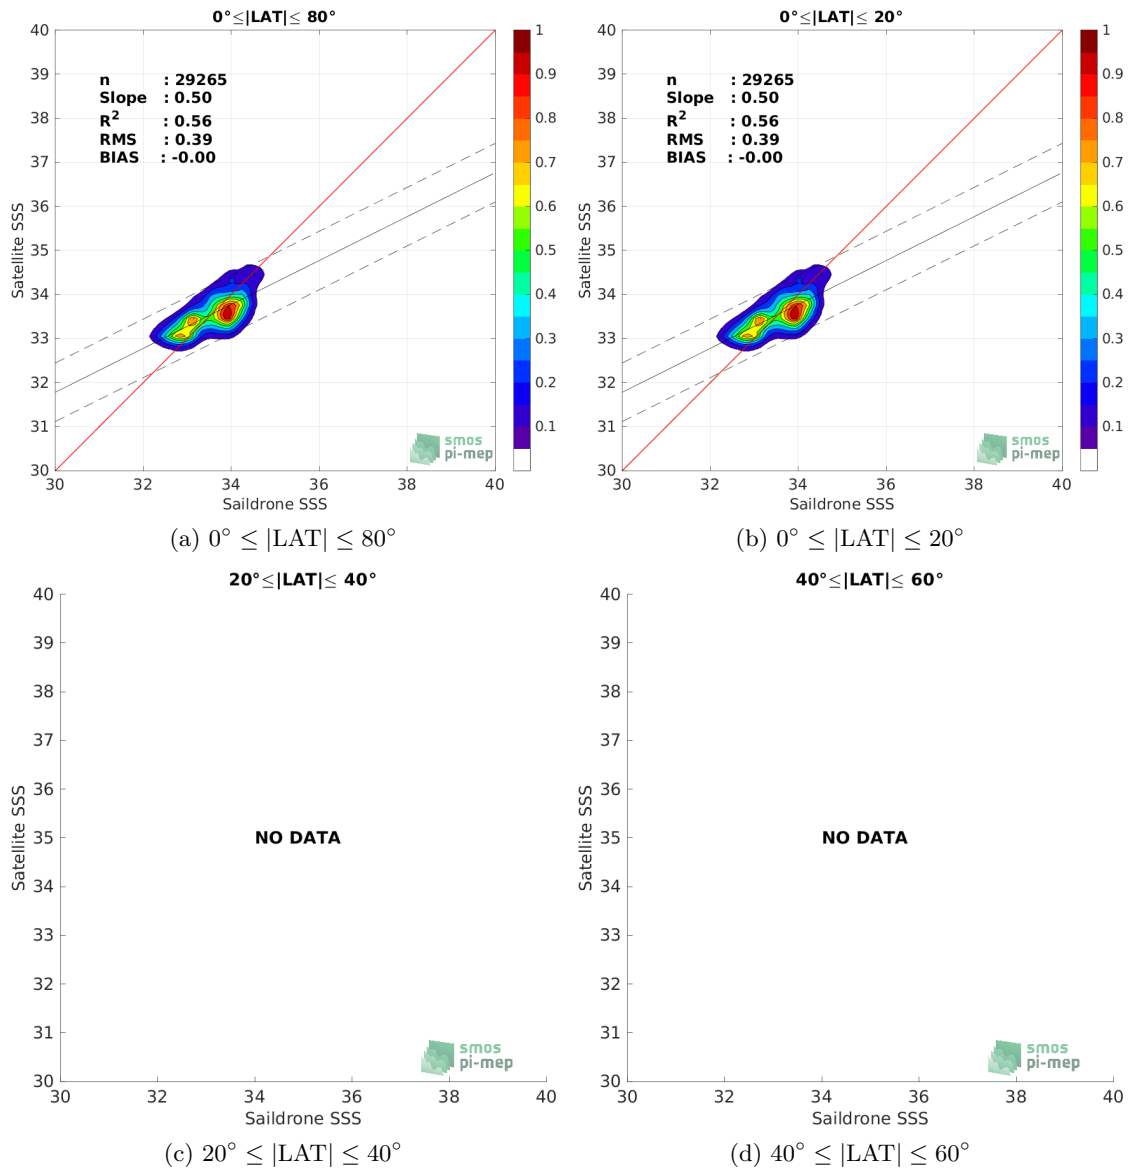 0°≤|LAT|≤ 80°
40
39
38
37
36
35
34
33
32
31
30
Satellite SSS
n : 29265
Slope : 0.50
R² : 0.56
RMS : 0.39
BIAS : -0.00
1
0.9
0.8
0.7
0.6
0.5
0.4
0.3
0.2
0.1
smos
pi-mep
30 32 34 36 38 40
Saildrone SSS
(a) 0° ≤ |LAT| ≤ 80°
0°≤|LAT|≤ 20°
40
39
38
37
36
35
34
33
32
31
30
Satellite SSS
n : 29265
Slope : 0.50
R² : 0.56
RMS : 0.39
BIAS : -0.00
1
0.9
0.8
0.7
0.6
0.5
0.4
0.3
0.2
0.1
smos
pi-mep
30 32 34 36 38 40
Saildrone SSS
(b) 0° ≤ |LAT| ≤ 20°
20°≤|LAT|≤ 40°
40
39
38
37
36
35
34
33
32
31
30
Satellite SSS
NO DATA
smos
pi-mep
30 32 34 36 38 40
Saildrone SSS
(c) 20° ≤ |LAT| ≤ 40°
40°≤|LAT|≤ 60°
40
39
38
37
36
35
34
33
32
31
30
Satellite SSS
NO DATA
smos
pi-mep
30 32 34 36 38 40
Saildrone SSS
(d) 40° ≤ |LAT| ≤ 60°